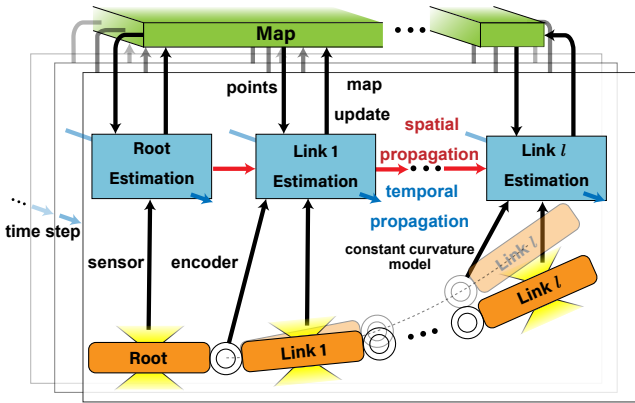 Map
points
map
update
spatial
propagation
Root
Estimation
Link 1
Estimation
Link l
Estimation
temporal
propagation
time step
sensor
encoder
constant curvature
model
Link l
Link l
Root
Link 1